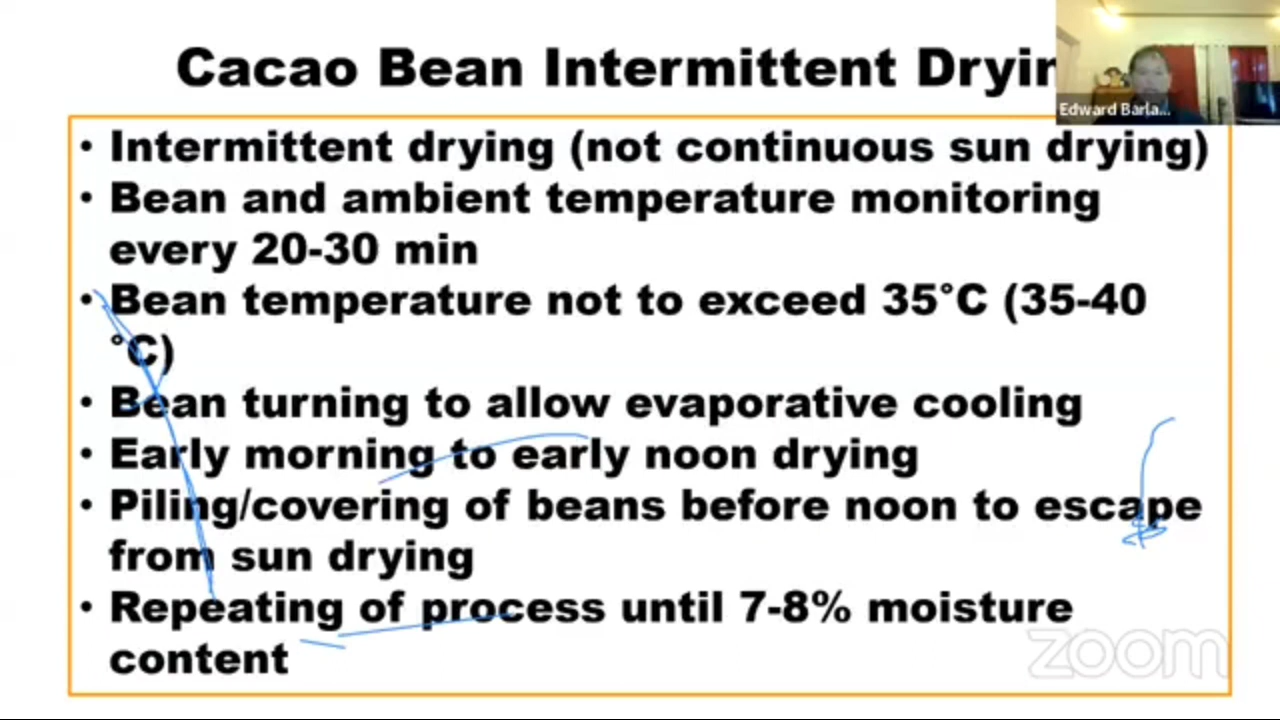 Cacao Bean Intermittent Dryin
Edward Barla...
• Intermittent drying (not continuous sun drying)
• Bean and ambient temperature monitoring
every 20-30 min
• Bean temperature not to exceed 35°C (35-40
°C)
• Bean turning to allow evaporative cooling
• Early morning to early noon drying
• Piling/covering of beans before noon to escape
from sun drying
• Repeating of process until 7-8% moisture
content
zoom